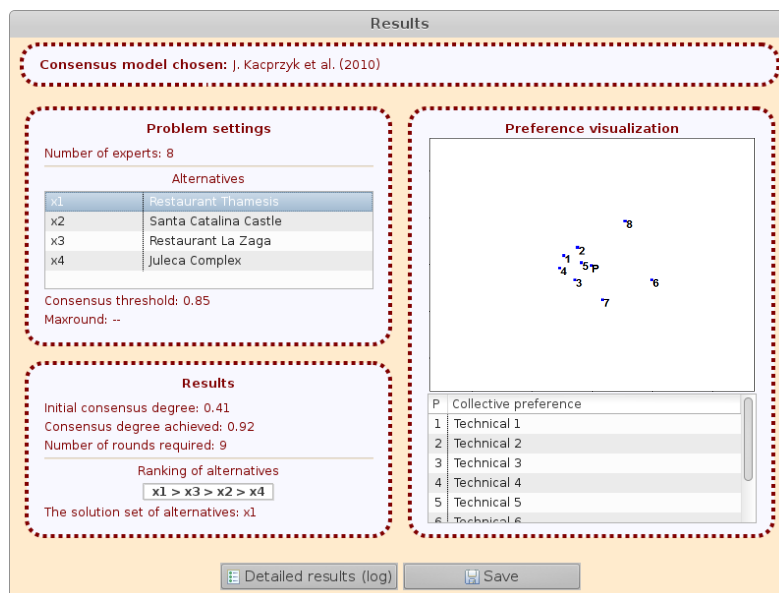 Results
Consensus model chosen: J. Kacprzyk et al. (2010)
Problem settings
Number of experts: 8
Alternatives
x1 Restaurant Thamesis
x2 Santa Catalina Castle
x3 Restaurant La Zaga
x4 Juleca Complex
Consensus threshold: 0.85
Maxround: --
Results
Initial consensus degree: 0.41
Consensus degree achieved: 0.92
Number of rounds required: 9
Ranking of alternatives
x1 > x3 > x2 > x4
The solution set of alternatives: x1
Preference visualization
8
2
1
5 P
4
3
6
7
P Collective preference
1 Technical 1
2 Technical 2
3 Technical 3
4 Technical 4
5 Technical 5
6 Technical 6
Detailed results (log)
Save